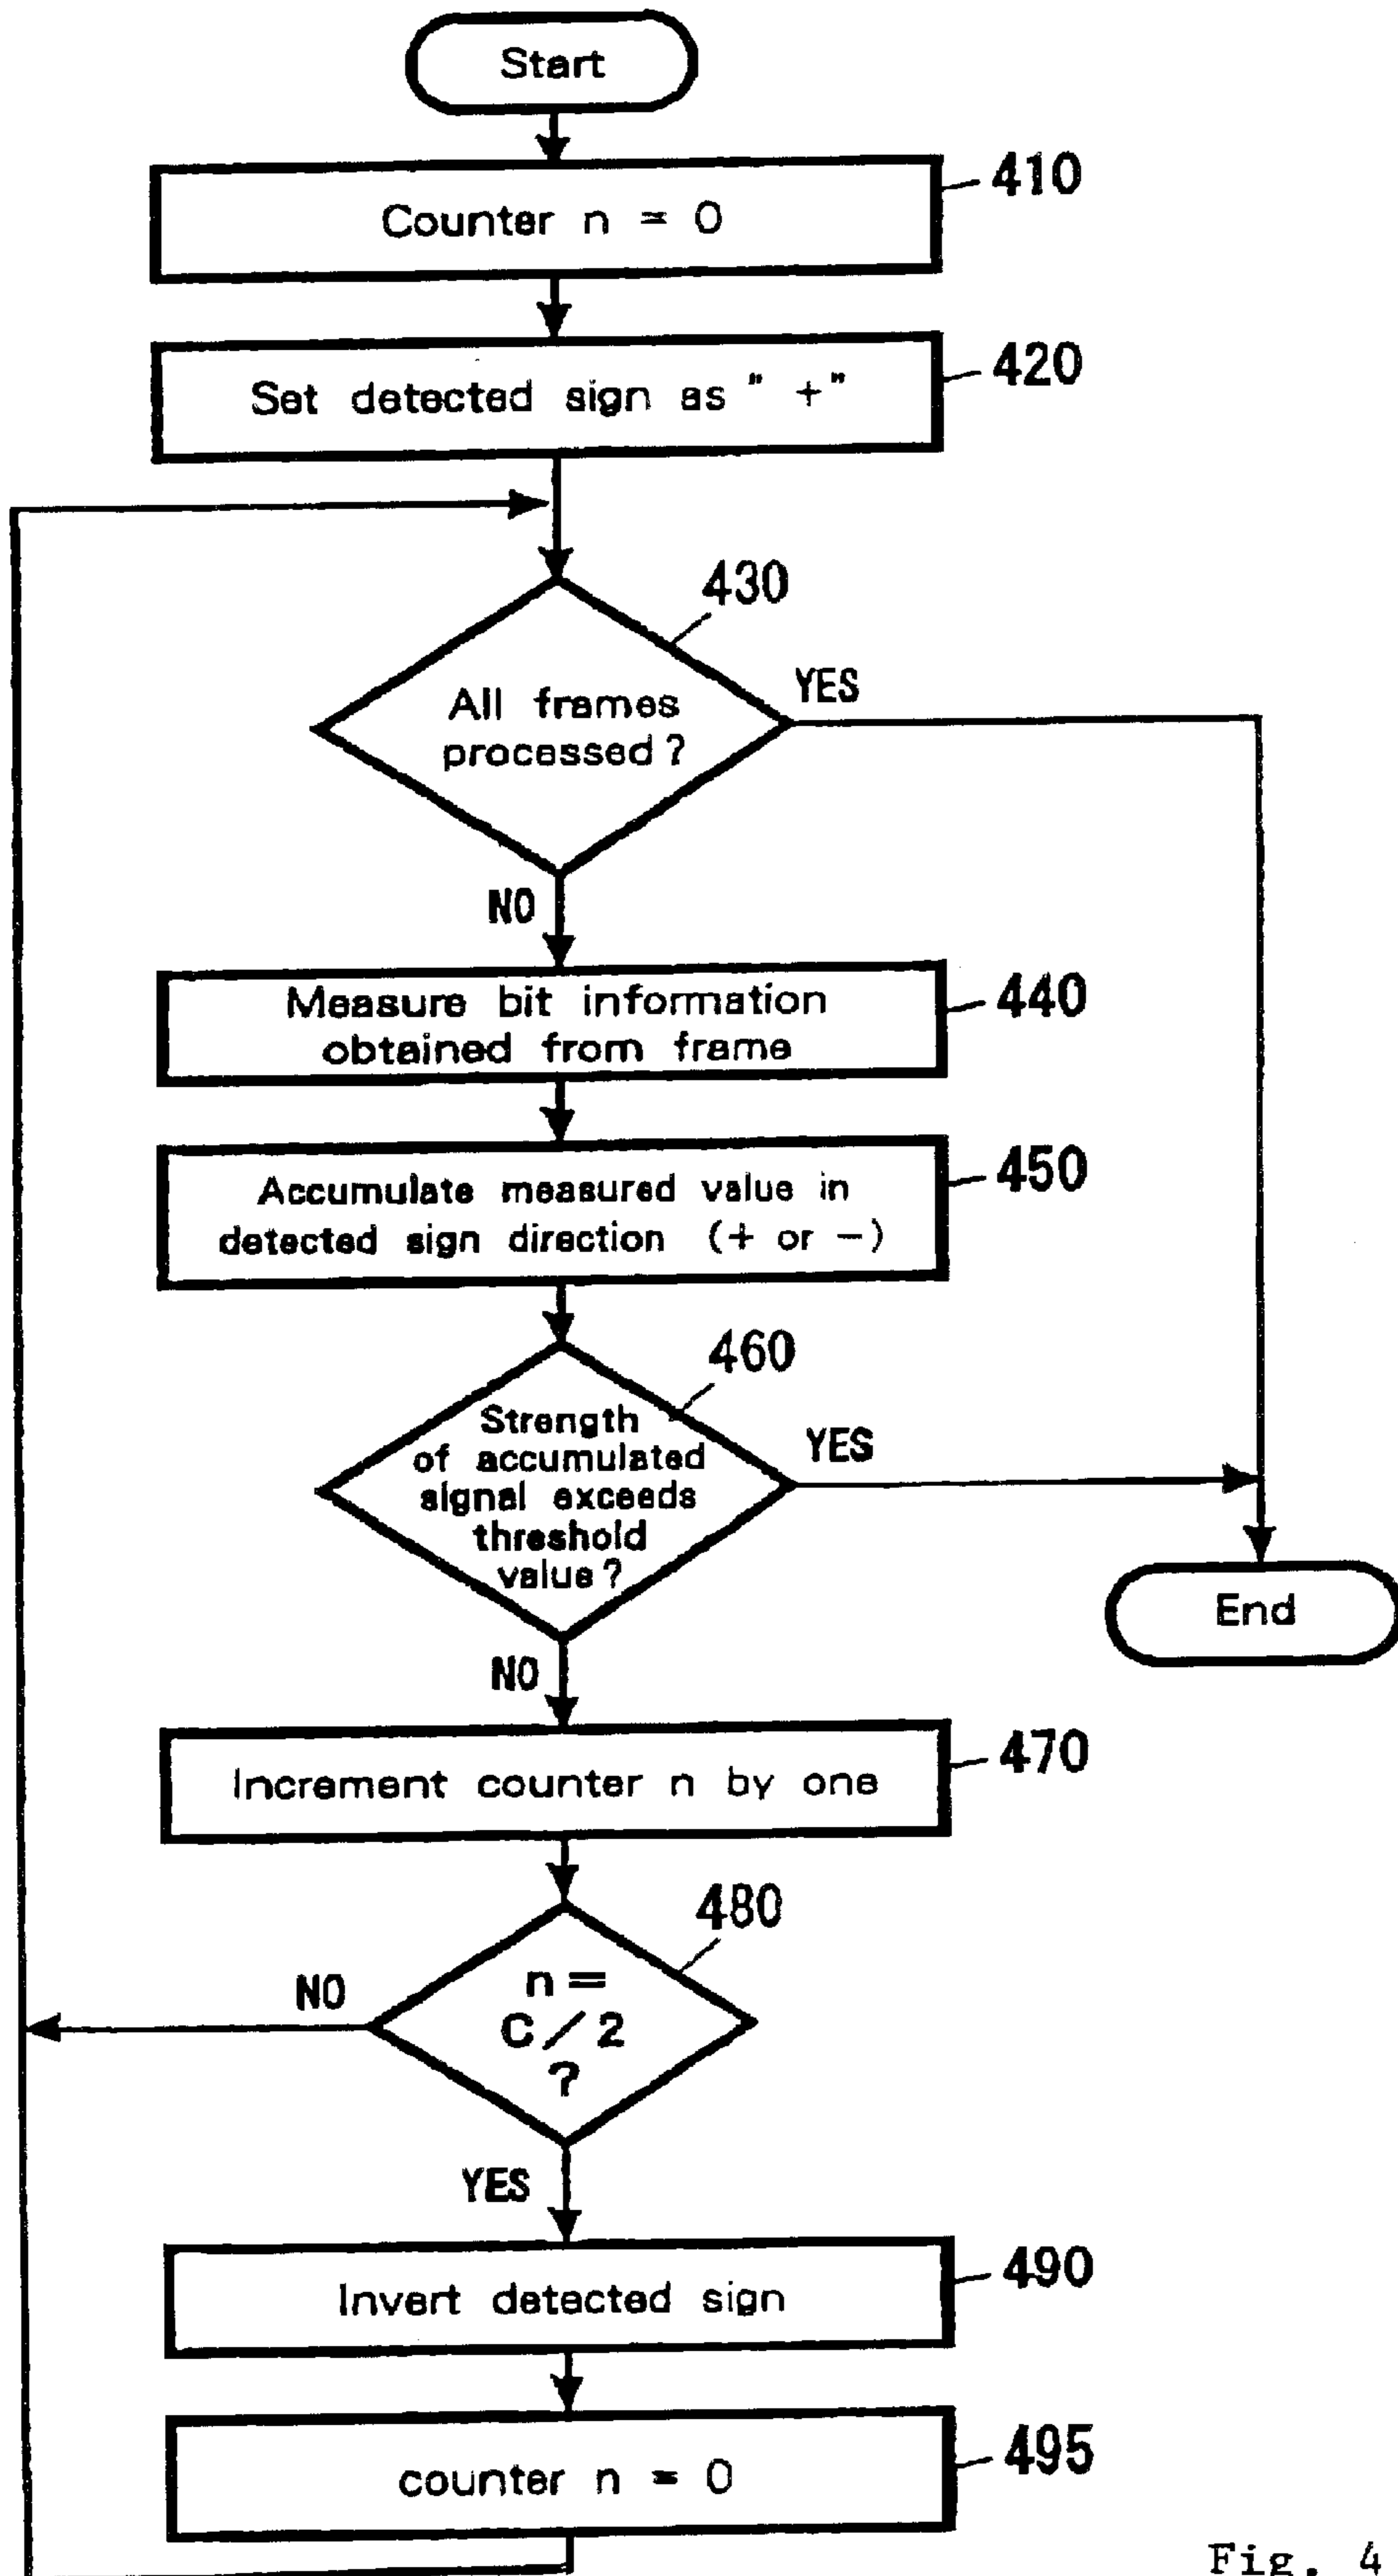 Start
410
Counter n = 0
420
Set detected sign as " +"
430
All frames
processed ?
YES
NO
440
Measure bit information
obtained from frame
450
Accumulate measured value in
detected sign direction (+ or −)
460
Strength
of accumulated
signal exceeds
threshold
value ?
YES
End
NO
470
Increment counter n by one
480
n =
C / 2
?
NO
YES
490
Invert detected sign
495
counter n = 0
Fig. 4